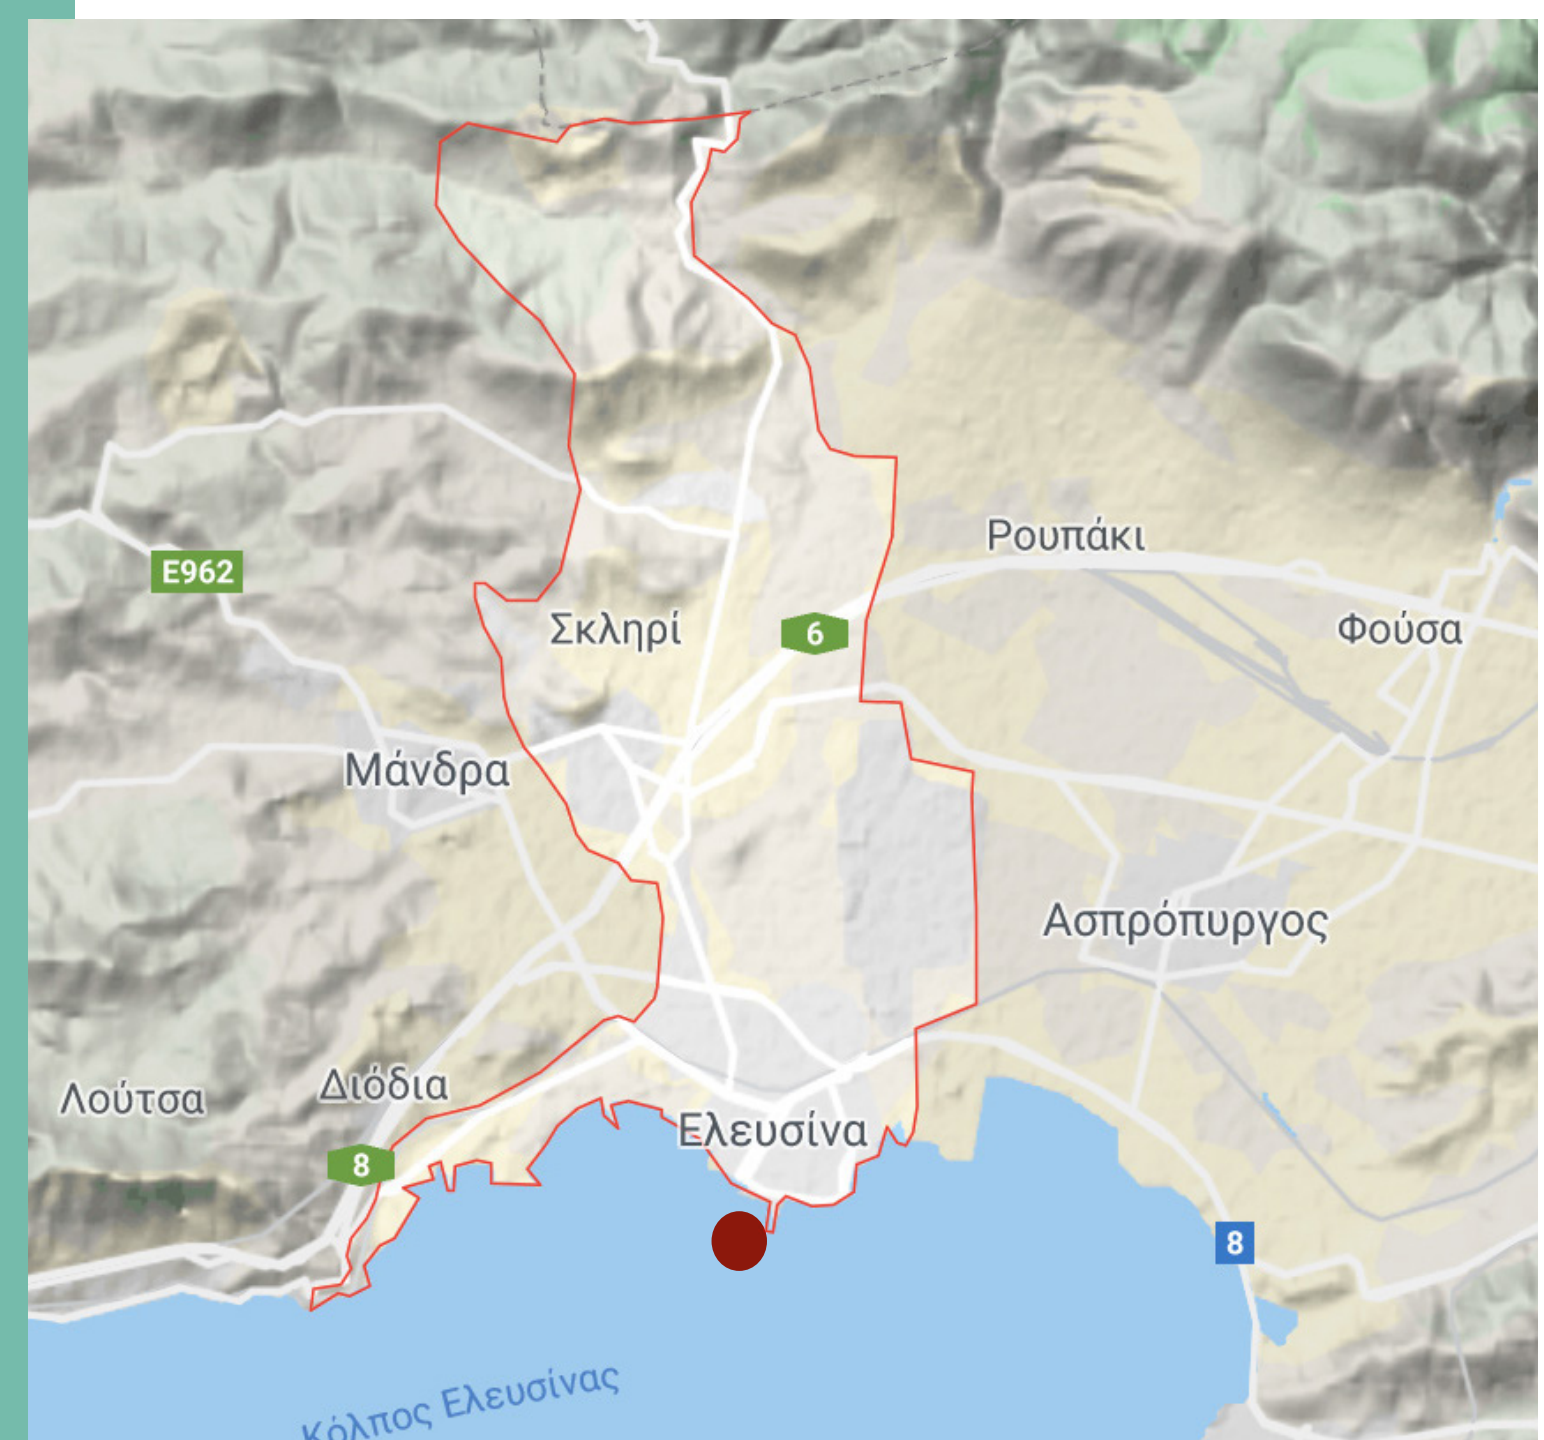 Ρουπάκι
E962
Σκληρί
6
Φούσα
Μάνδρα
Ασπρόπυργος
Διόδια
Λούτσα
Ελευσίνα
8
8
Κόλπος Ελευσίνας